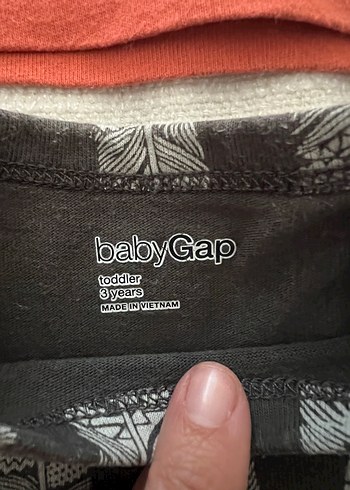 babyGap
toddler
3 years
MADE IN VIETNAM